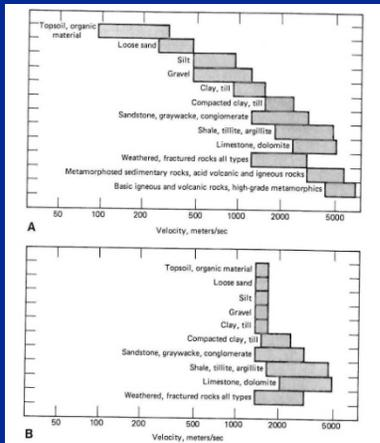 Topsoil, organic material
Loose sand
Silt
Gravel
Clay, till
Compacted clay, till
Sandstone, graywacke, conglomerate
Shale, tillite, argillite
Limestone, dolomite
Weathered, fractured rocks all types
Metamorphosed sedimentary rocks, acid volcanic and igneous rocks
Basic igneous and volcanic rocks, high-grade metamorphics
50 100 200 500 1000 2000 5000
A
Velocity, meters/sec
Topsoil, organic material
Loose sand
Silt
Gravel
Clay, till
Compacted clay, till
Sandstone, graywacke, conglomerate
Shale, tillite, argillite
Limestone, dolomite
Weathered, fractured rocks all types
50 100 200 500 1000 2000 5000
B
Velocity, meters/sec